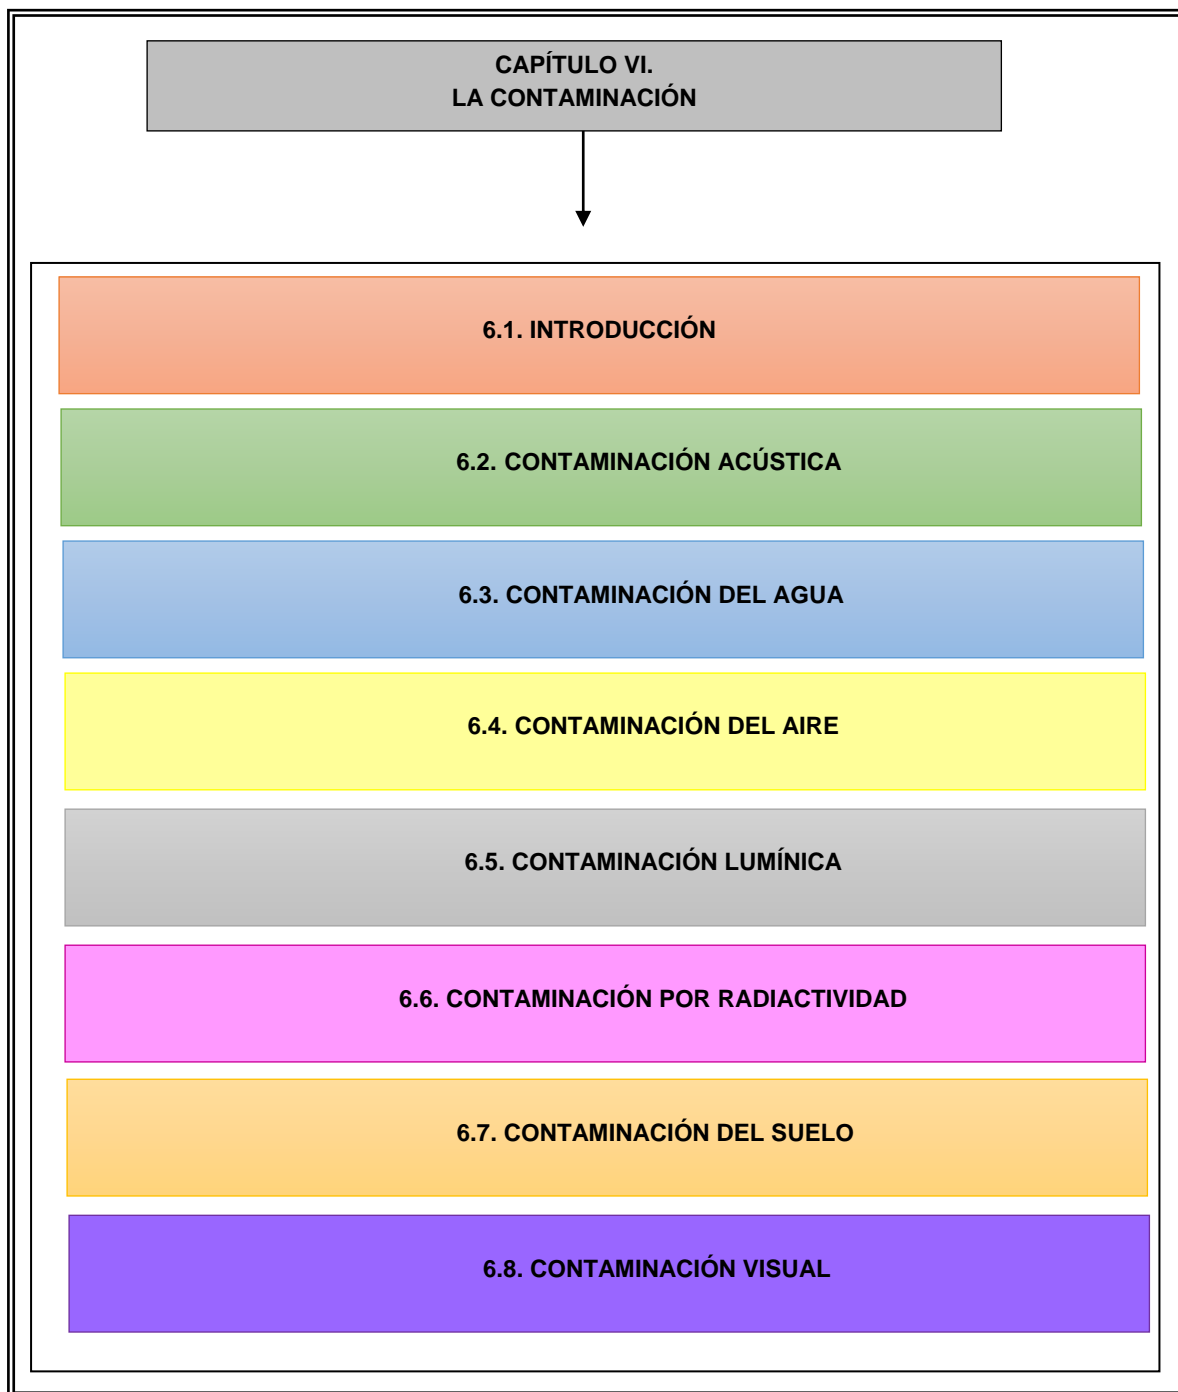 CAPÍTULO VI.
LA CONTAMINACIÓN
6.1. INTRODUCCIÓN
6.2. CONTAMINACIÓN ACÚSTICA
6.3. CONTAMINACIÓN DEL AGUA
6.4. CONTAMINACIÓN DEL AIRE
6.5. CONTAMINACIÓN LUMÍNICA
6.6. CONTAMINACIÓN POR RADIACTIVIDAD
6.7. CONTAMINACIÓN DEL SUELO
6.8. CONTAMINACIÓN VISUAL